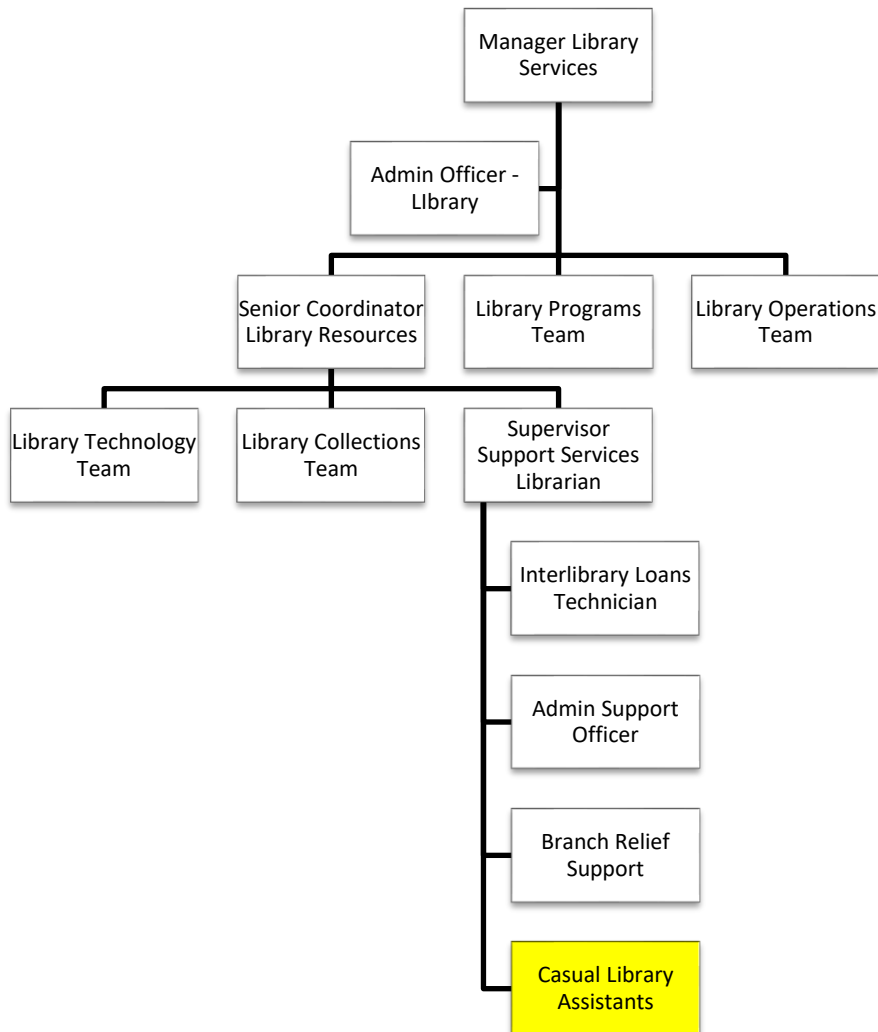 Manager Library
Services
Admin Officer -
LIbrary
Senior Coordinator
Library Resources
Library Programs
Team
Library Operations
Team
Library Technology
Team
Library Collections
Team
Supervisor
Support Services
Librarian
Interlibrary Loans
Technician
Admin Support
Officer
Branch Relief
Support
Casual Library
Assistants